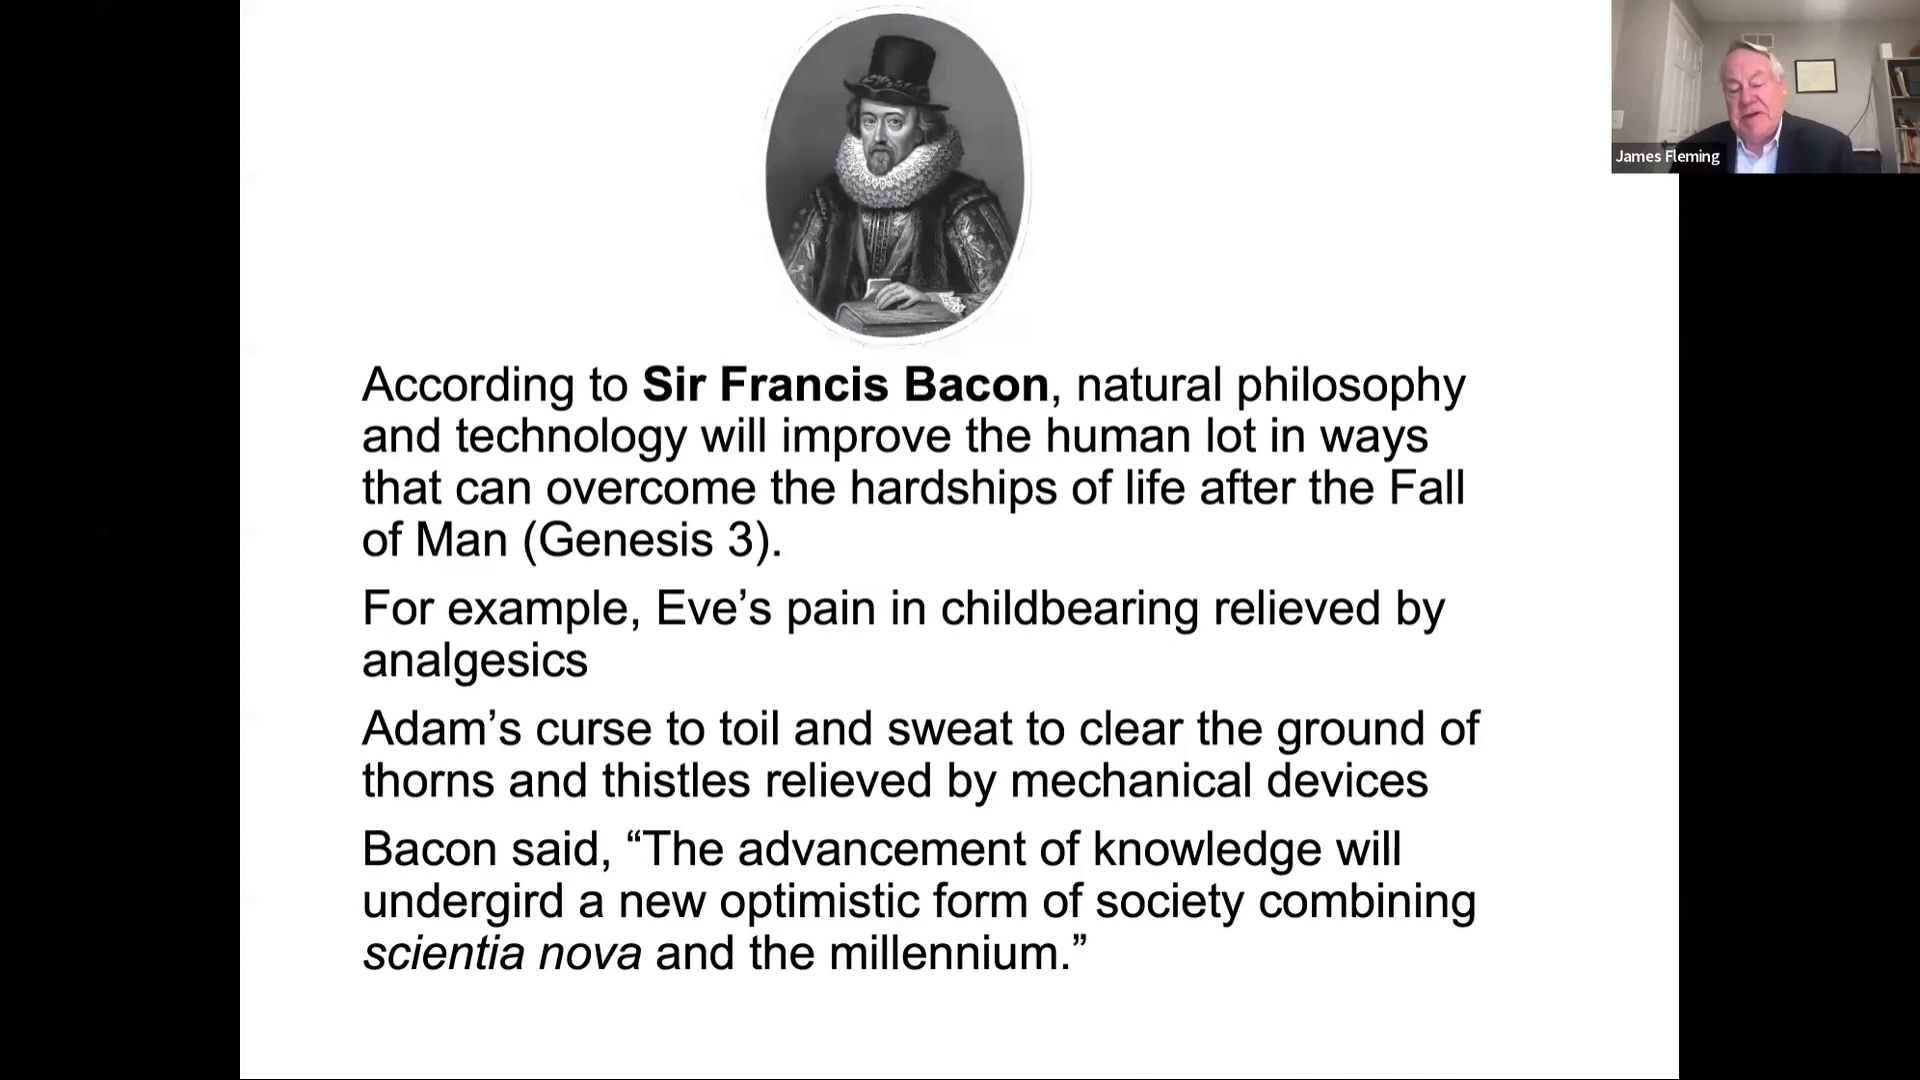 James Fleming
According to Sir Francis Bacon, natural philosophy
and technology will improve the human lot in ways
that can overcome the hardships of life after the Fall
of Man (Genesis 3).
For example, Eve’s pain in childbearing relieved by
analgesics
Adam’s curse to toil and sweat to clear the ground of
thorns and thistles relieved by mechanical devices
Bacon said, “The advancement of knowledge will
undergird a new optimistic form of society combining
scientia nova and the millennium.”